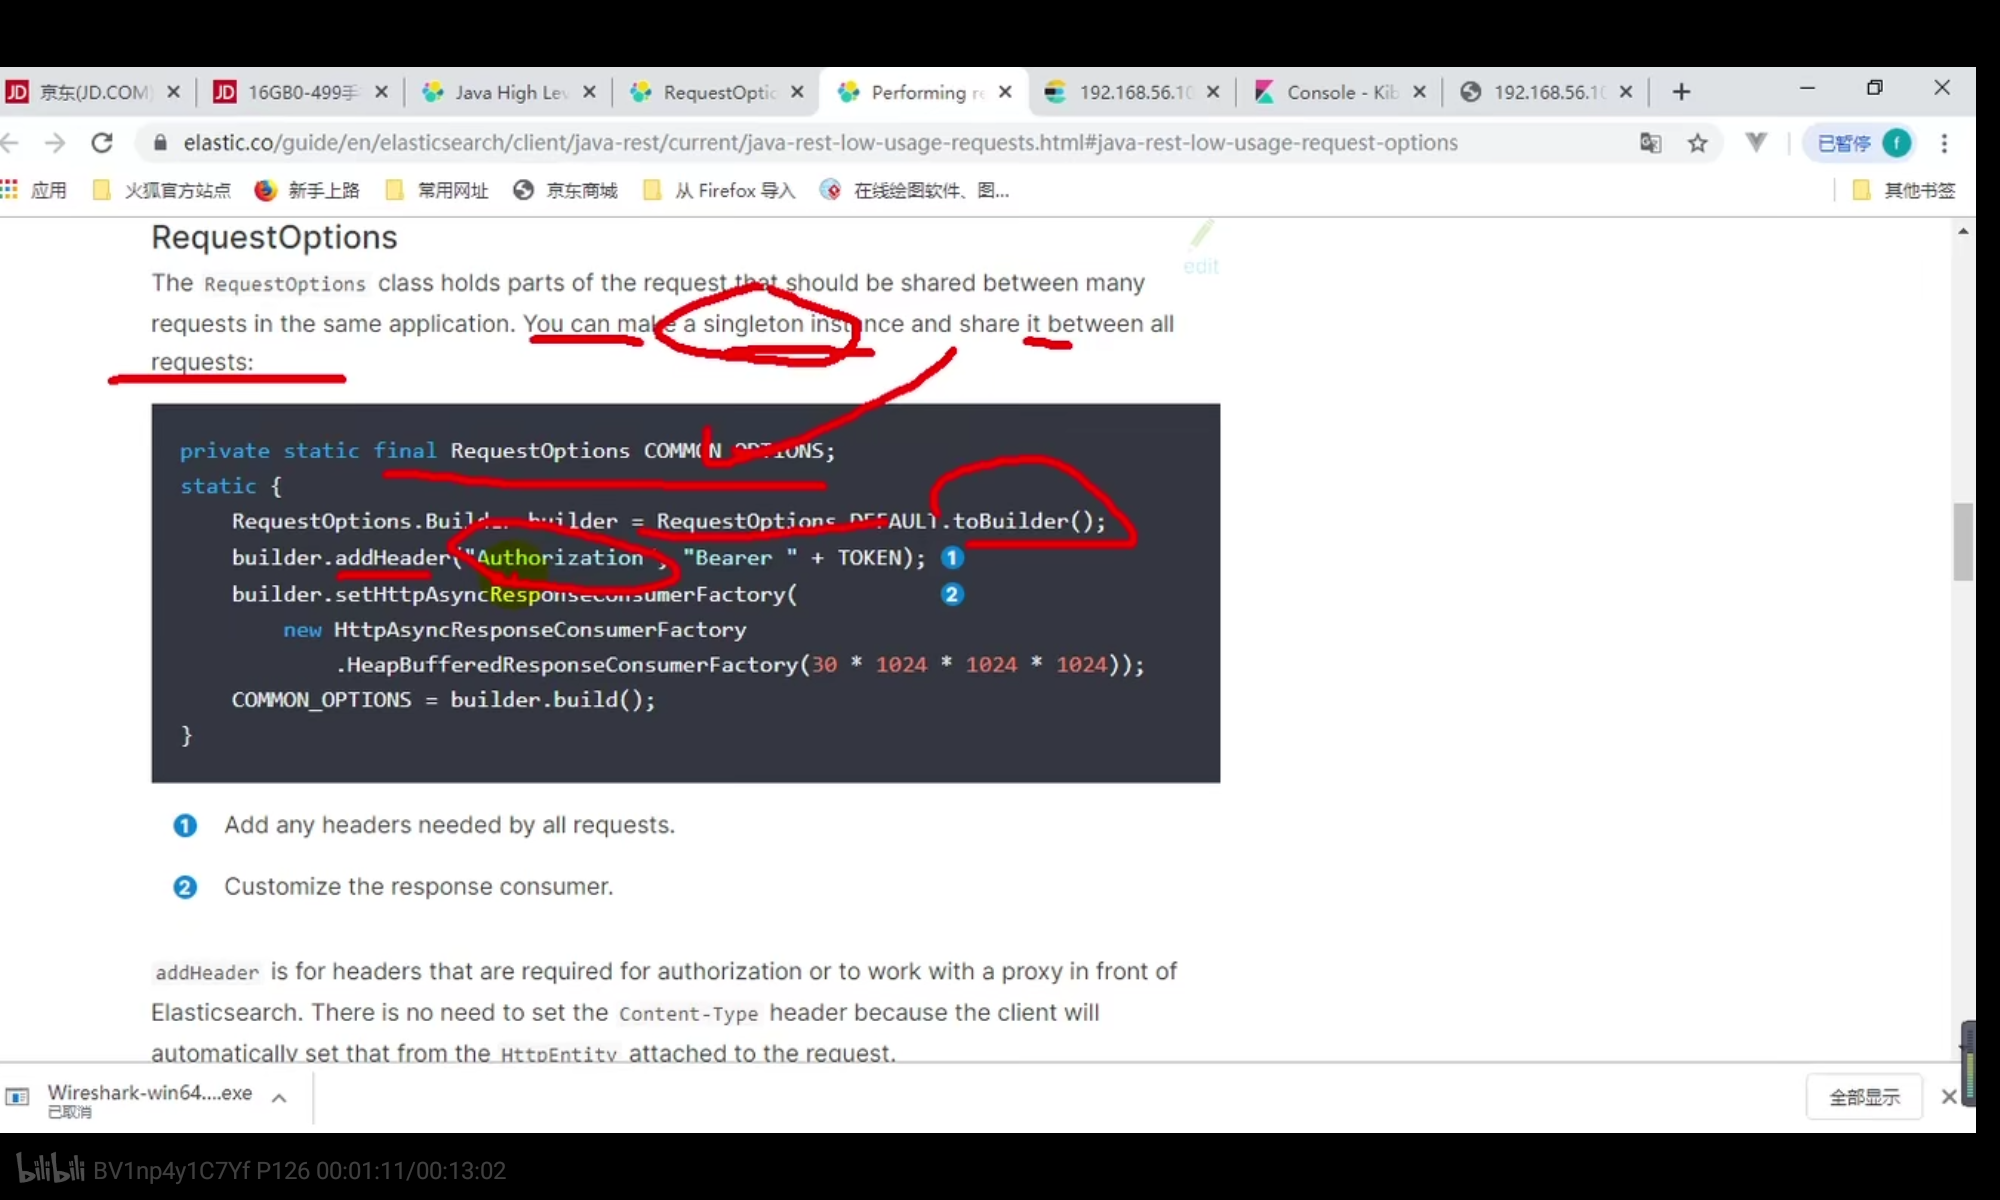 京东(JD.COM)
16GB0-499手
Java High Lev
RequestOptio
Performing re
192.168.56.10
Console - Kib
192.168.56.10
elastic.co/guide/en/elasticsearch/client/java-rest/current/java-rest-low-usage-requests.html#java-rest-low-usage-request-options
已暂停
f
应用
火狐官方站点
新手上路
常用网址
京东商城
从 Firefox 导入
在线绘图软件、图...
其他书签
RequestOptions
edit
The RequestOptions class holds parts of the request that should be shared between many
requests in the same application. You can make a singleton instance and share it between all
requests:
private static final RequestOptions COMMON_OPTIONS;
static {
RequestOptions.Builder builder = RequestOptions.DEFAULT.toBuilder();
builder.addHeader("Authorization", "Bearer " + TOKEN); 1
builder.setHttpAsyncResponseConsumerFactory( 2
new HttpAsyncResponseConsumerFactory
.HeapBufferedResponseConsumerFactory(30 * 1024 * 1024 * 1024));
COMMON_OPTIONS = builder.build();
}
1 Add any headers needed by all requests.
2 Customize the response consumer.
addHeader is for headers that are required for authorization or to work with a proxy in front of
Elasticsearch. There is no need to set the Content-Type header because the client will
automatically set that from the HttpEntity attached to the request.
Wireshark-win64....exe
已取消
全部显示
bilibili BV1np4y1C7Yf P126 00:01:11/00:13:02